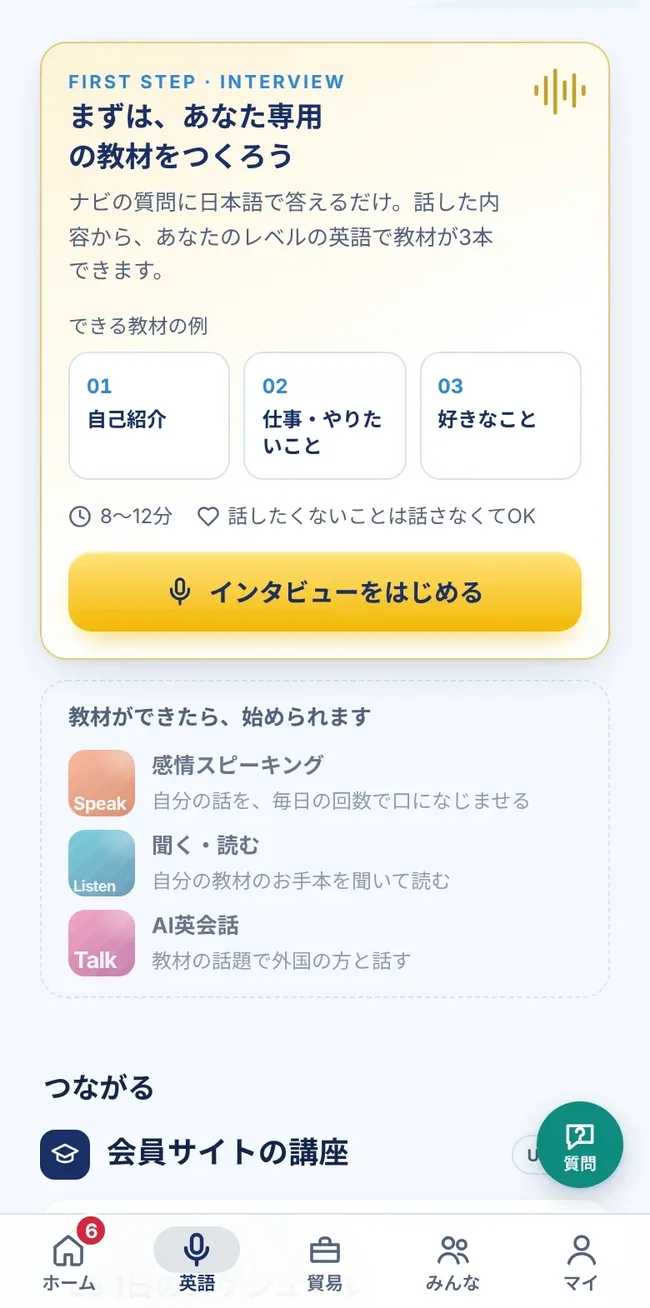 FIRST STEP · INTERVIEW
まずは、あなた専用
の教材をつくろう
ナビの質問に日本語で答えるだけ。話した内
容から、あなたのレベルの英語で教材が3本
できます。
できる教材の例
01
自己紹介
02
仕事・やりた
いこと
03
好きなこと
8〜12分
話したくないことは話さなくてOK
インタビューをはじめる
教材ができたら、始められます
Speak
感情スピーキング
自分の話を、毎日の回数で口になじませる
Listen
聞く・読む
自分の教材のお手本を聞いて読む
Talk
AI英会話
教材の話題で外国の方と話す
つながる
会員サイトの講座
質問
6
ホーム
英語
貿易
みんな
マイ